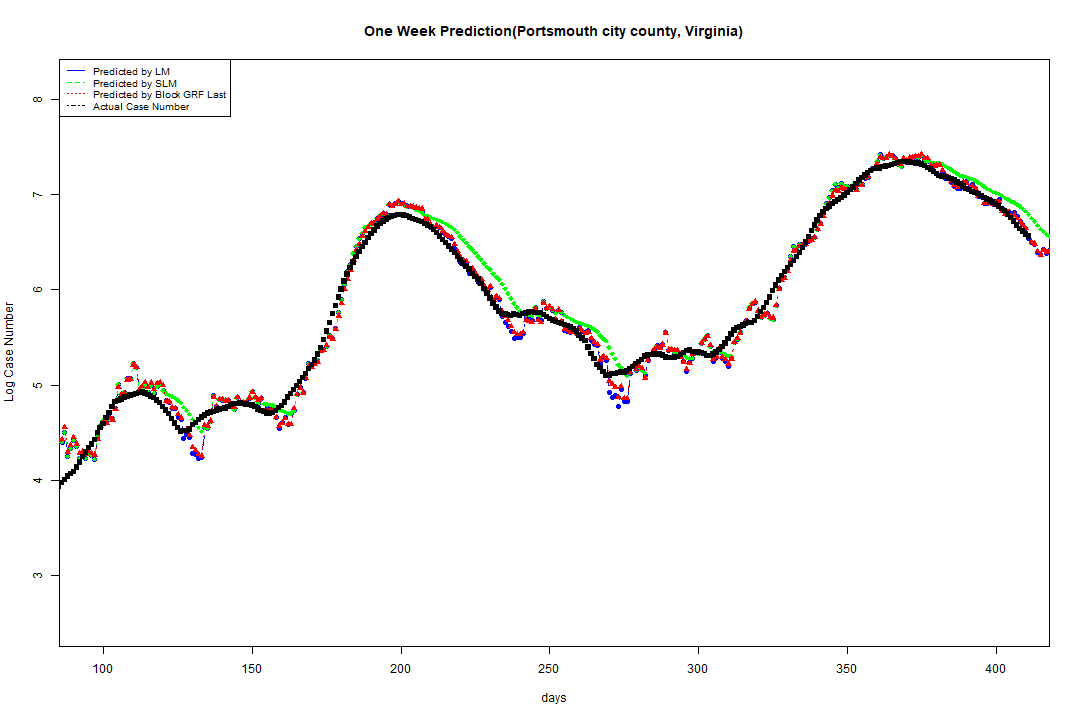 One Week Prediction(Portsmouth city county, Virginia)
Predicted by LM
Predicted by SLM
Predicted by Block GRF Last
Actual Case Number
Log Case Number
8
7
6
5
4
3
100 150 200 250 300 350 400
days